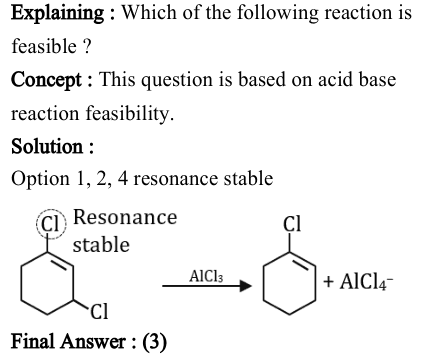 Explaining : Which of the following reaction is
feasible ?
Concept : This question is based on acid base
reaction feasibility.
Solution :
Option 1, 2, 4 resonance stable
Cl Resonance
stable
Cl
AlCl₃
Cl
+ AlCl₄⁻
Final Answer : (3)